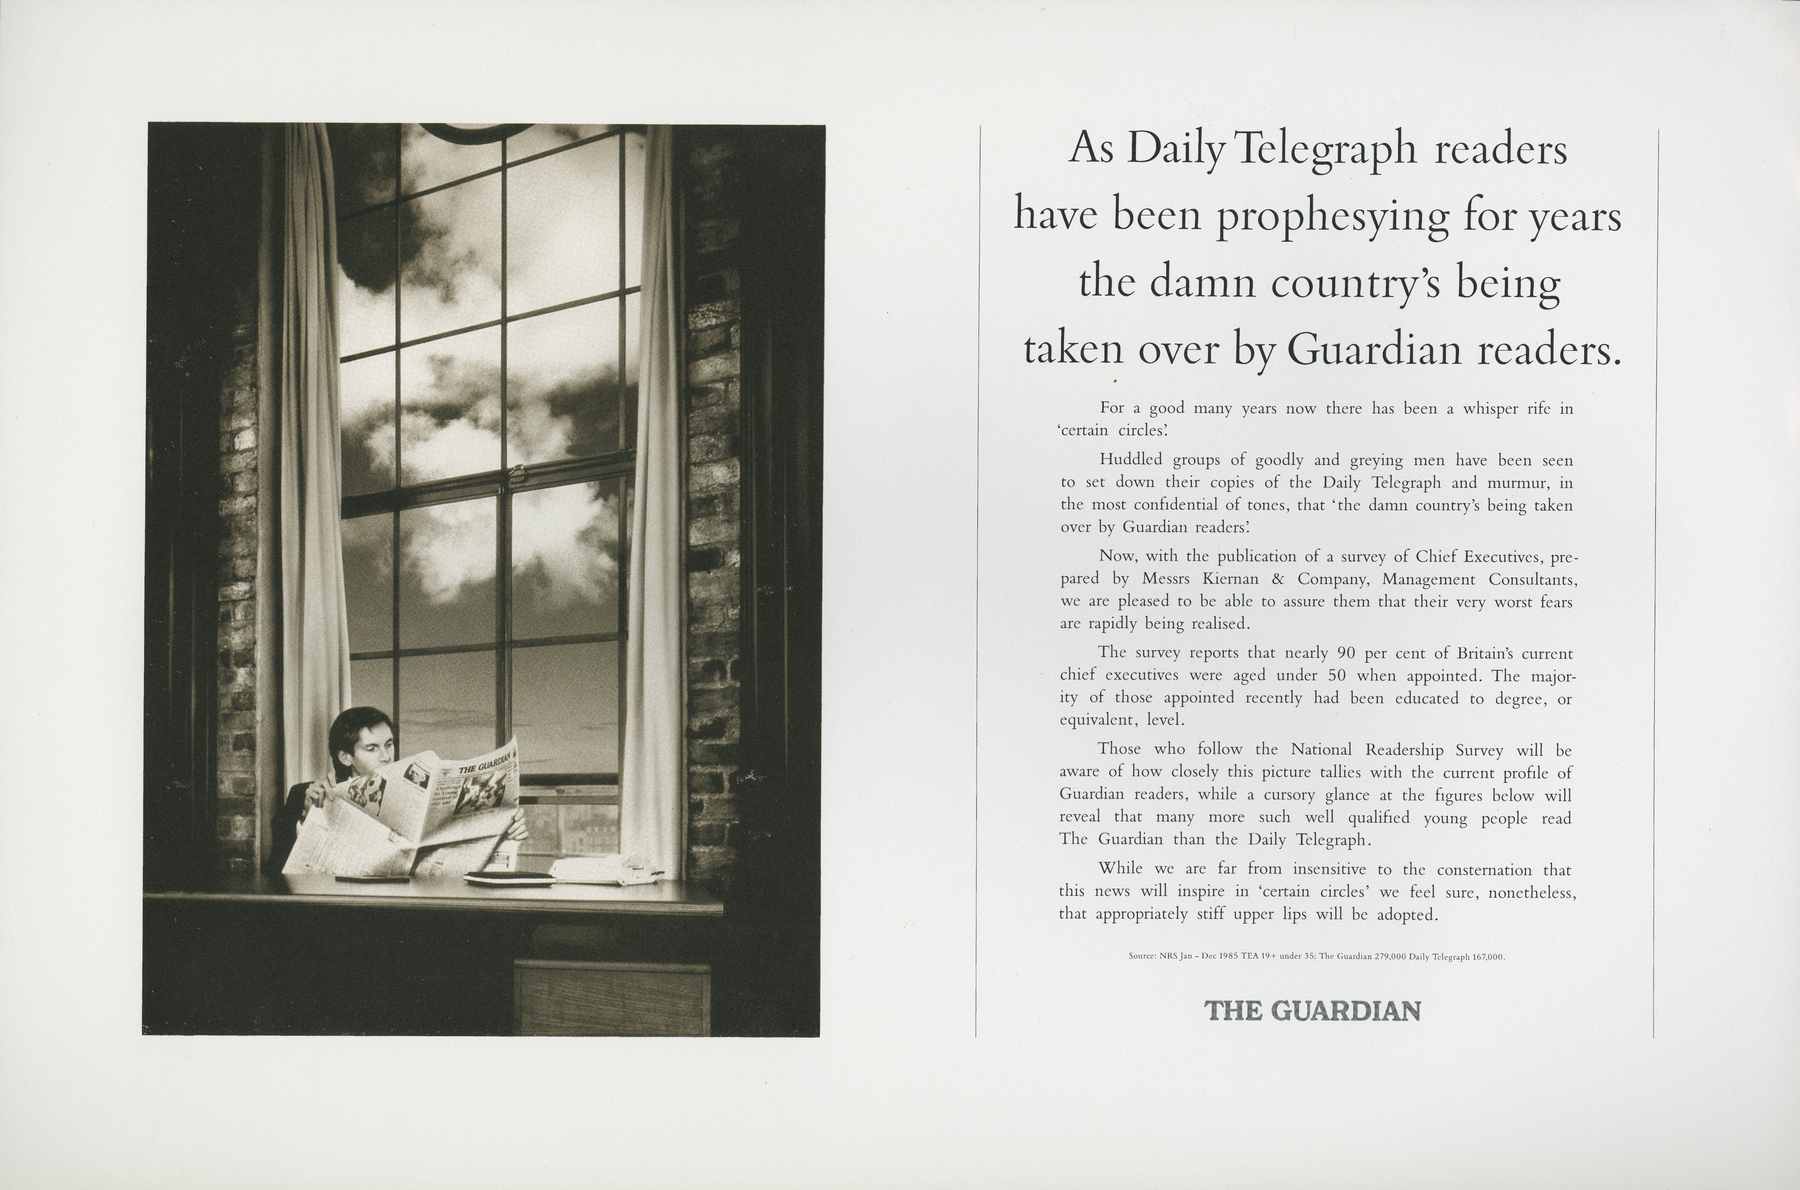 As Daily Telegraph readers
have been prophesying for years
the damn country's being
taken over by Guardian readers.
For a good many years now there has been a whisper rife in
'certain circles'.
Huddled groups of goodly and greying men have been seen
to set down their copies of the Daily Telegraph and murmur, in
the most confidential of tones, that 'the damn country's being taken
over by Guardian readers'.
Now, with the publication of a survey of Chief Executives, pre-
pared by Messrs Kiernan & Company, Management Consultants,
we are pleased to be able to assure them that their very worst fears
are rapidly being realised.
The survey reports that nearly 90 per cent of Britain's current
chief executives were aged under 50 when appointed. The major-
ity of those appointed recently had been educated to degree, or
equivalent, level.
Those who follow the National Readership Survey will be
aware of how closely this picture tallies with the current profile of
Guardian readers, while a cursory glance at the figures below will
reveal that many more such well qualified young people read
The Guardian than the Daily Telegraph.
While we are far from insensitive to the consternation that
this news will inspire in 'certain circles' we feel sure, nonetheless,
that appropriately stiff upper lips will be adopted.
Source: NRS Jan – Dec 1985 TEA 19+ under 35: The Guardian 279,000 Daily Telegraph 167,000.
THE GUARDIAN
THE GUARDIAN